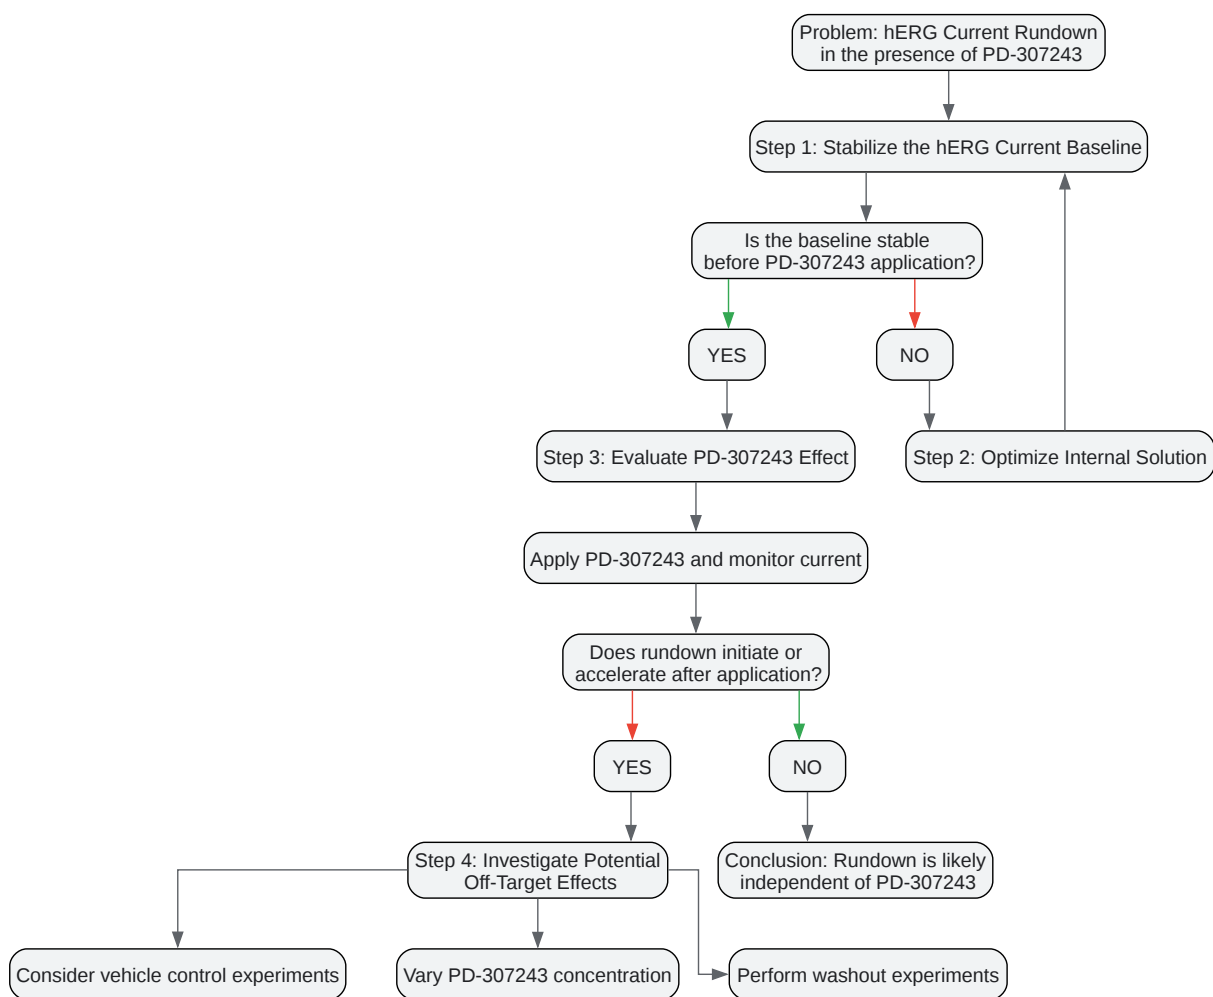 Problem: hERG Current Rundown
in the presence of PD-307243
Step 1: Stabilize the hERG Current Baseline
Is the baseline stable
before PD-307243 application?
YES
NO
Step 3: Evaluate PD-307243 Effect
Step 2: Optimize Internal Solution
Apply PD-307243 and monitor current
Does rundown initiate or
accelerate after application?
YES
NO
Step 4: Investigate Potential
Off-Target Effects
Conclusion: Rundown is likely
independent of PD-307243
Consider vehicle control experiments
Vary PD-307243 concentration
Perform washout experiments